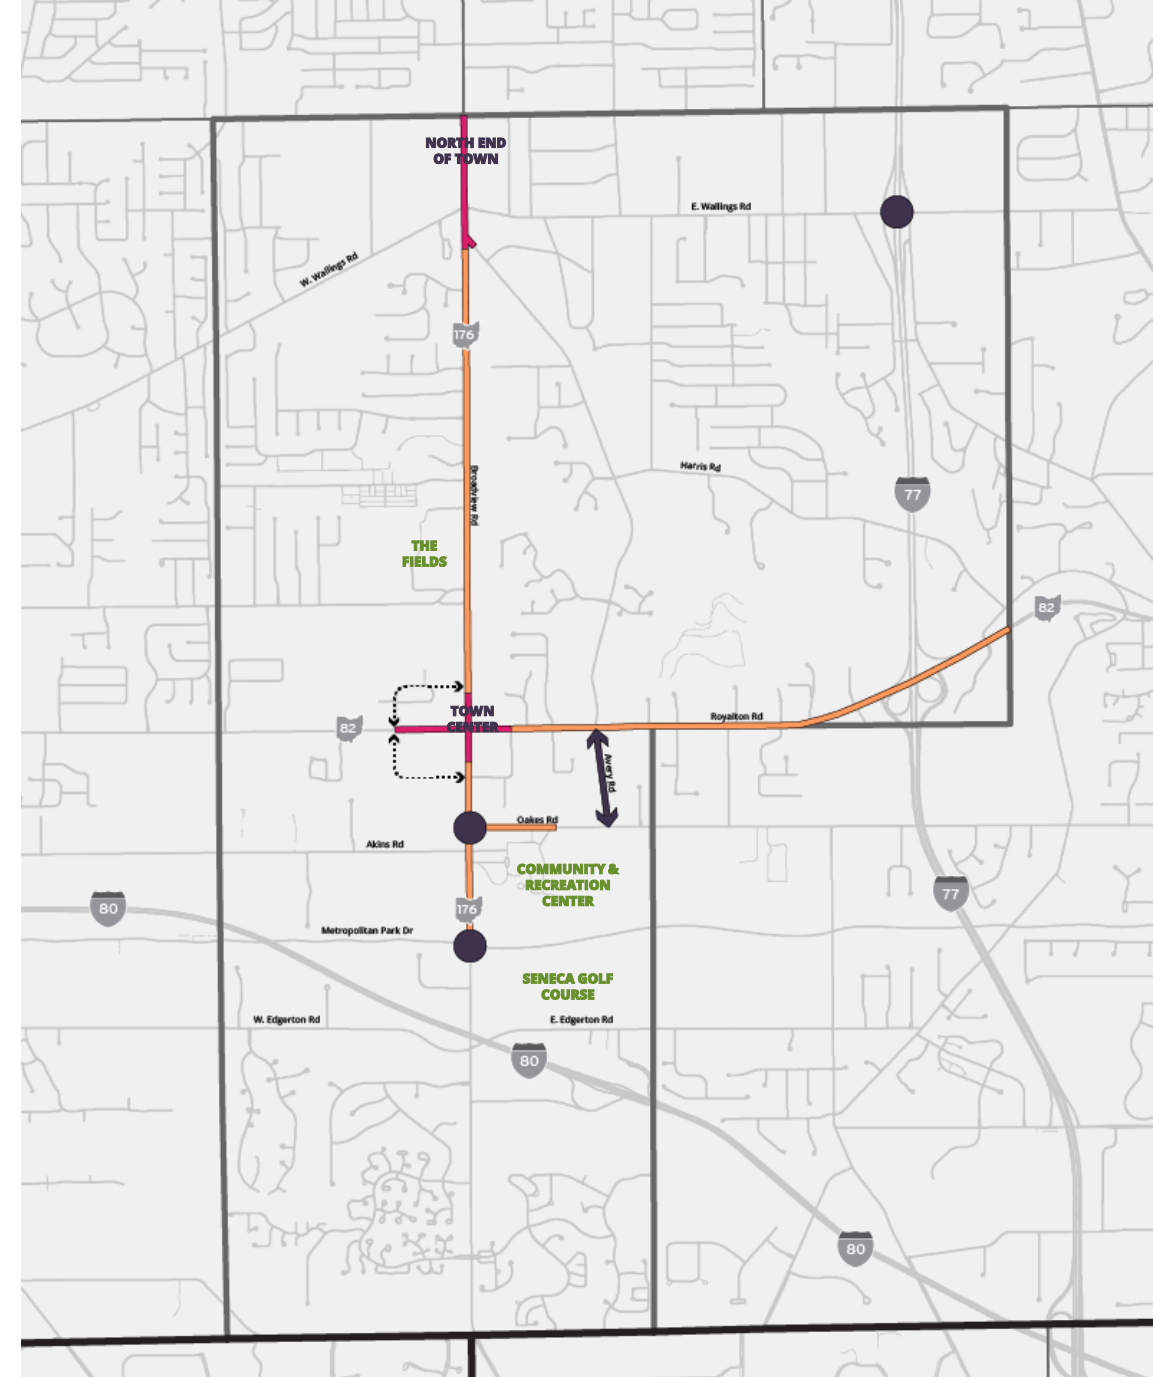 NORTH END
OF TOWN
E. Wallings Rd
W. Wallings Rd
176
Broadview Rd
Harris Rd
77
THE
FIELDS
82
TOWN
CENTER
82
Royalton Rd
Avery Rd
Oakes Rd
Akins Rd
COMMUNITY &
RECREATION
CENTER
80
77
176
Metropolitan Park Dr
SENECA GOLF
COURSE
W. Edgerton Rd
E. Edgerton Rd
80
80